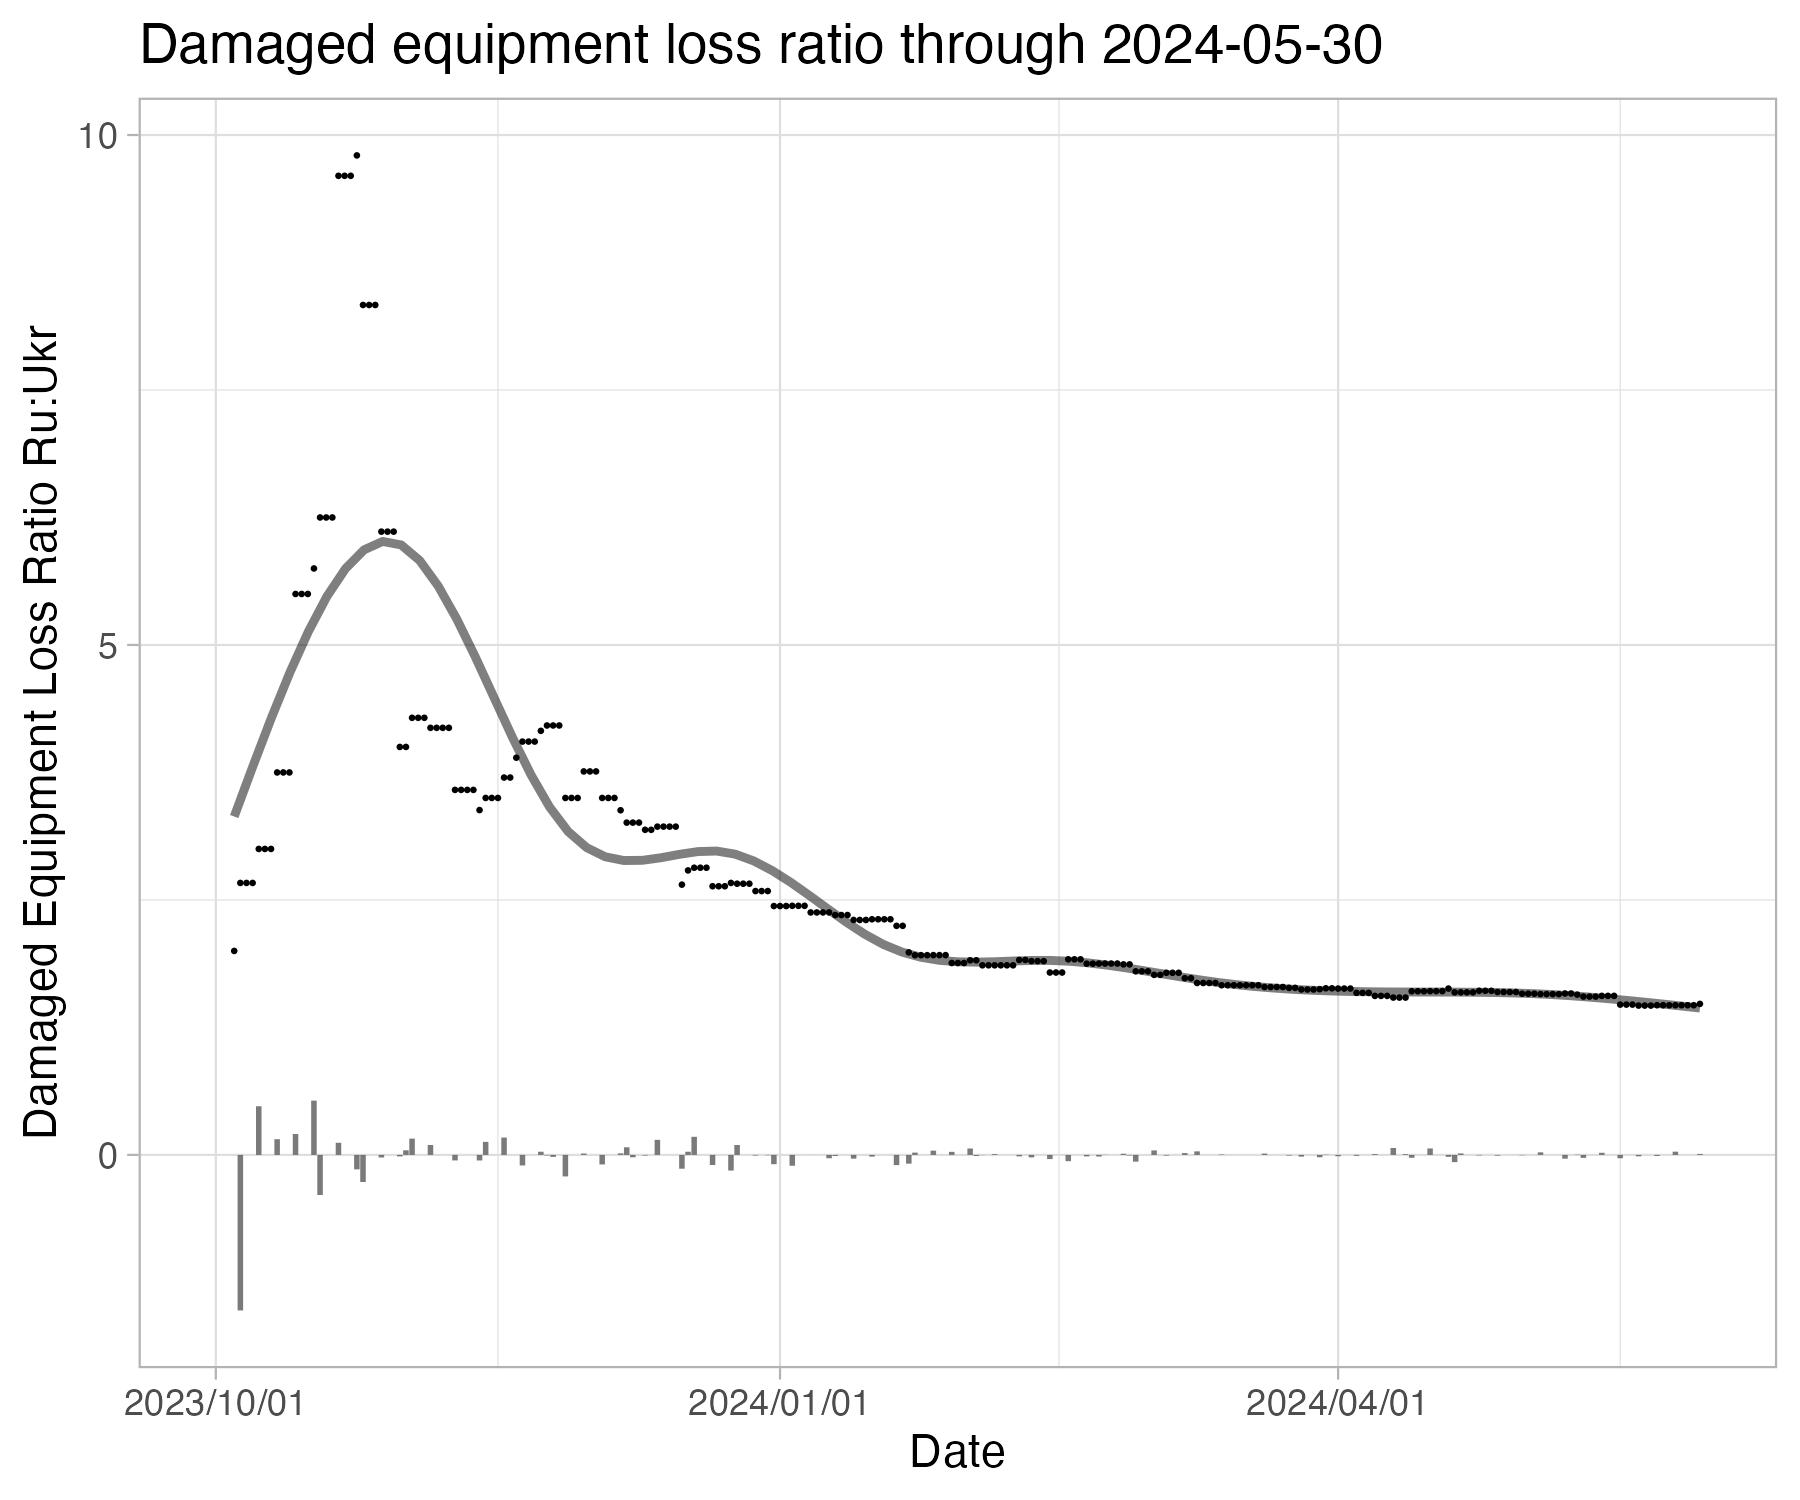 Damaged equipment loss ratio through 2024-05-30
Damaged Equipment Loss Ratio Ru:Ukr
10
5
0
2023/10/01
2024/01/01
2024/04/01
Date